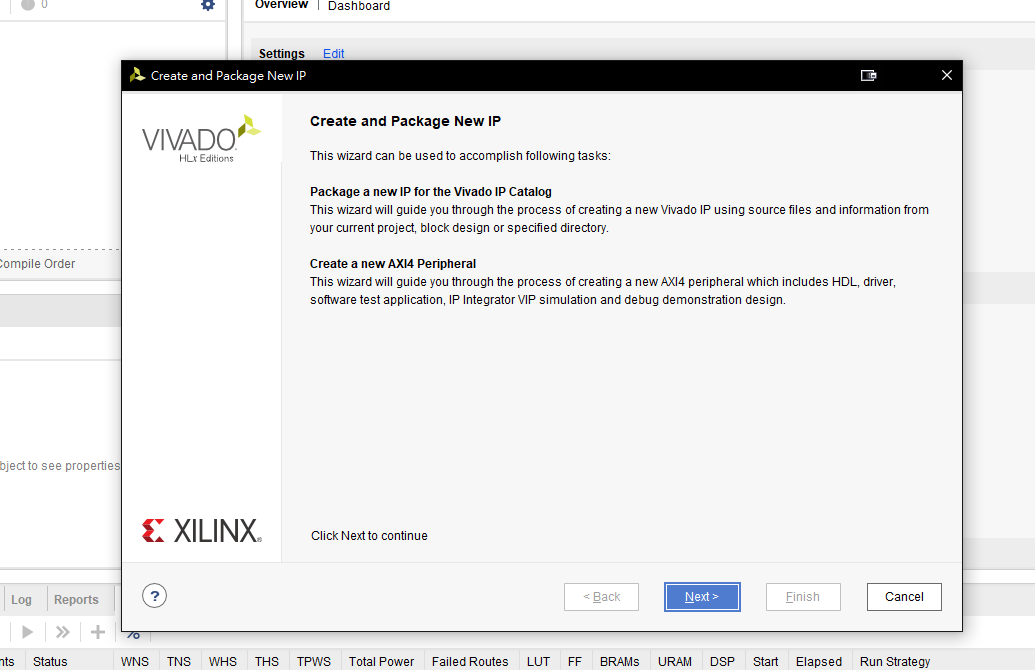 0
Overview
Dashboard
Settings
Edit
Create and Package New IP
VIVADO
HLx Editions
Create and Package New IP
This wizard can be used to accomplish following tasks:
Package a new IP for the Vivado IP Catalog
This wizard will guide you through the process of creating a new Vivado IP using source files and information from
your current project, block design or specified directory.
Create a new AXI4 Peripheral
This wizard will guide you through the process of creating a new AXI4 peripheral which includes HDL, driver,
software test application, IP Integrator VIP simulation and debug demonstration design.
Compile Order
bject to see properties
XILINX
Click Next to continue
?
< Back
Next >
Finish
Cancel
Log
Reports
%
nts
Status
WNS
TNS
WHS
THS
TPWS
Total Power
Failed Routes
LUT
FF
BRAMs
URAM
DSP
Start
Elapsed
Run Strategy